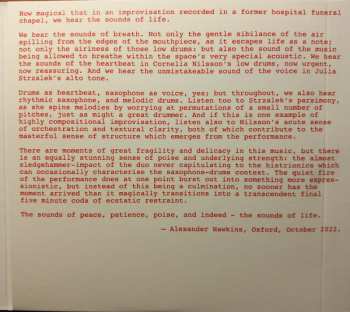 How magical that in an improvisation recorded in a former hospital funeral
chapel, we hear the sounds of life.
We hear the sounds of breath. Not only the gentle sibilance of the air
spilling from the edges of the mouthpiece, as it escapes life as a note;
not only the airiness of those low drums: but also the sound of the music
being allowed to breathe within the space's very special acoustic. We hear
the sounds of the heartbeat in Cornelia Nilsson's low drums, now urgent,
now reassuring. And we hear the unmistakeable sound of the voice in Julia
Strzalek's alto tone.
Drums as heartbeat, saxophone as voice, yes; but throughout, we also hear
rhythmic saxophone, and melodic drums. Listen too to Strzalek's parsimony,
as she spins melodies by worrying at permutations of a small number of
pitches, just as might a great drummer. And if this is one example of
highly compositional improvisation, listen also to Nilsson's acute sense
of orchestration and textural clarity, both of which contribute to the
masterful sense of structure which emerges from the performance.
There are moments of great fragility and delicacy in this music, but there
is an equally stunning sense of poise and underlying strength: the almost
sledgehammer-impact of the duo never capitulating to the histrionics which
can occasionally characterise the saxophone-drums context. The quiet fire
of the performance does at one point burst out into something more expres-
sionistic, but instead of this being a culmination, no sooner has the
moment arrived than it magically transitions into a transcendent final
five minute coda of ecstatic restraint.
The sounds of peace, patience, poise, and indeed - the sounds of life.
— Alexander Hawkins, Oxford, October 2022.